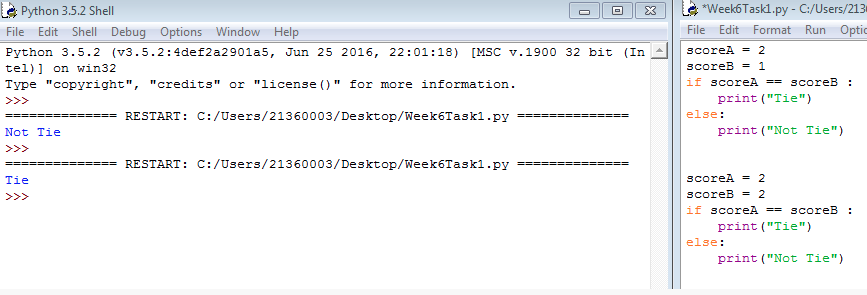 Python 3.5.2 Shell
File Edit Shell Debug Options Window Help
Python 3.5.2 (v3.5.2:4def2a2901a5, Jun 25 2016, 22:01:18) [MSC v.1900 32 bit (In
tel)] on win32
Type "copyright", "credits" or "license()" for more information.
>>>
============== RESTART: C:/Users/21360003/Desktop/Week6Task1.py ==============
Not Tie
>>>
============== RESTART: C:/Users/21360003/Desktop/Week6Task1.py ==============
Tie
>>>
*Week6Task1.py - C:/Users/2136
File Edit Format Run Option
scoreA = 2
scoreB = 1
if scoreA == scoreB :
    print("Tie")
else:
    print("Not Tie")
scoreA = 2
scoreB = 2
if scoreA == scoreB :
    print("Tie")
else:
    print("Not Tie")